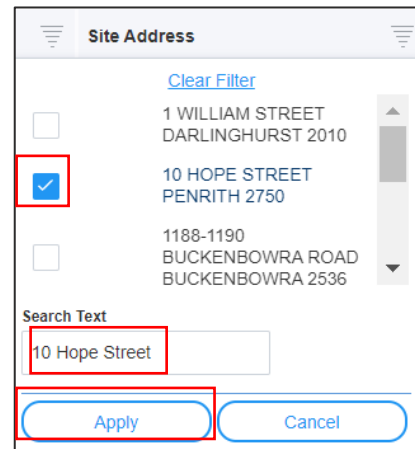 Site Address
Clear Filter
1 WILLIAM STREET
DARLINGHURST 2010
10 HOPE STREET
PENRITH 2750
1188-1190
BUCKENBOWRA ROAD
BUCKENBOWRA 2536
Search Text
10 Hope Street
Apply
Cancel